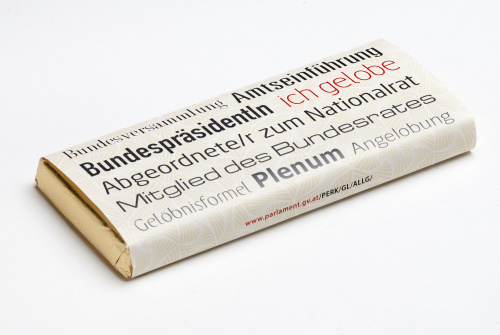 Bundesversammlung Amtseinführung
BundespräsidentIn ich gelobe
Abgeordnete/r zum Nationalrat
Mitglied des Bundesrates
Gelöbnisformel Plenum Angelobung
www.parlament.gv.at/PERK/GL/ALLG/